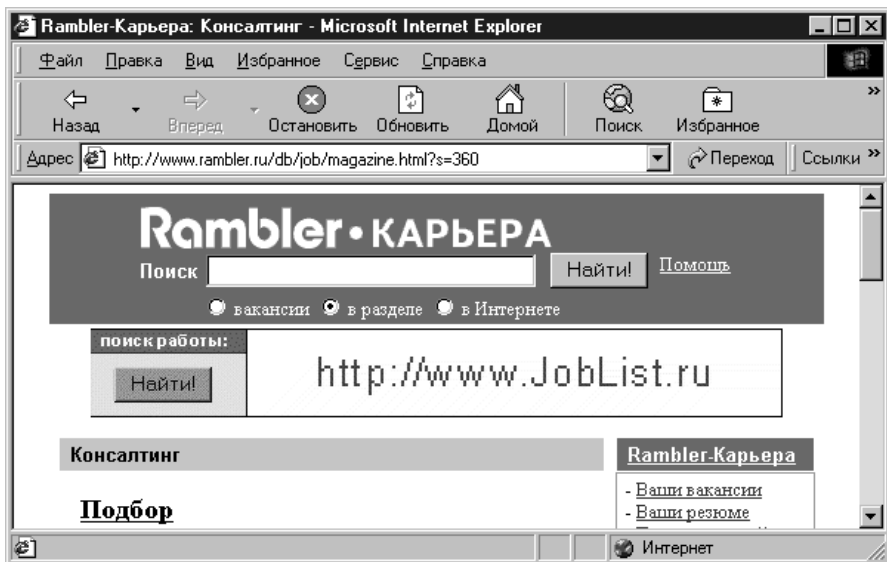 Rambler-Карьера: Консалтинг - Microsoft Internet Explorer
Файл Правка Вид Избранное Сервис Справка
Назад Вперед Остановить Обновить Домой Поиск Избранное »
Адрес http://www.rambler.ru/db/job/magazine.html?s=360 Переход Ссылки »
Rambler•КАРЬЕРА
Поиск Найти! Помощь
вакансии в разделе в Интернете
поиск работы:
Найти! http://www.JobList.ru
Консалтинг
Подбор
Rambler-Карьера
- Ваши вакансии
- Ваши резюме
Интернет